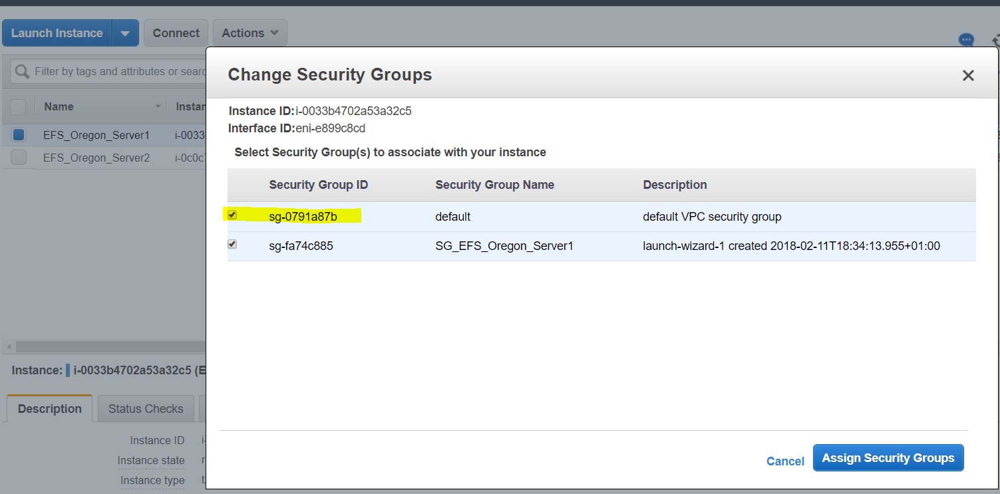 Launch Instance Connect Actions
Filter by tags and attributes or searc
Change Security Groups
Instance ID: i-0033b4702a53a32c5
Interface ID: eni-e899c8cd
Select Security Group(s) to associate with your instance
Security Group ID Security Group Name Description
sg-0791a87b default default VPC security group
sg-fa74c885 SG_EFS_Oregon_Server1 launch-wizard-1 created 2018-02-11T18:34:13.955+01:00
Cancel Assign Security Groups
Name Instan
EFS_Oregon_Server1 i-0033
EFS_Oregon_Server2 i-0c0c
Instance: i-0033b4702a53a32c5 (E
Description Status Checks
Instance ID i-
Instance state r
Instance type